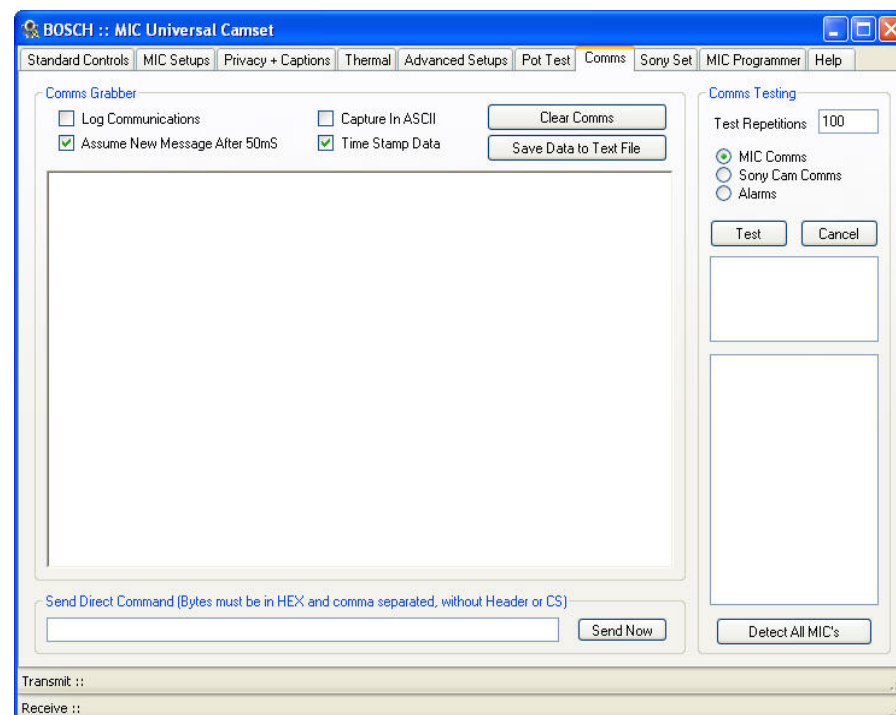 BOSCH :: MIC Universal Camset
Standard Controls MIC Setups Privacy + Captions Thermal Advanced Setups Pot Test Comms Sony Set MIC Programmer Help
Comms Grabber
Log Communications
Capture In ASCII
Clear Comms
Assume New Message After 50mS
Time Stamp Data
Save Data to Text File
Comms Testing
Test Repetitions 100
MIC Comms
Sony Cam Comms
Alarms
Test Cancel
Send Direct Command (Bytes must be in HEX and comma separated, without Header or CS)
Send Now
Detect All MIC's
Transmit ::
Receive ::